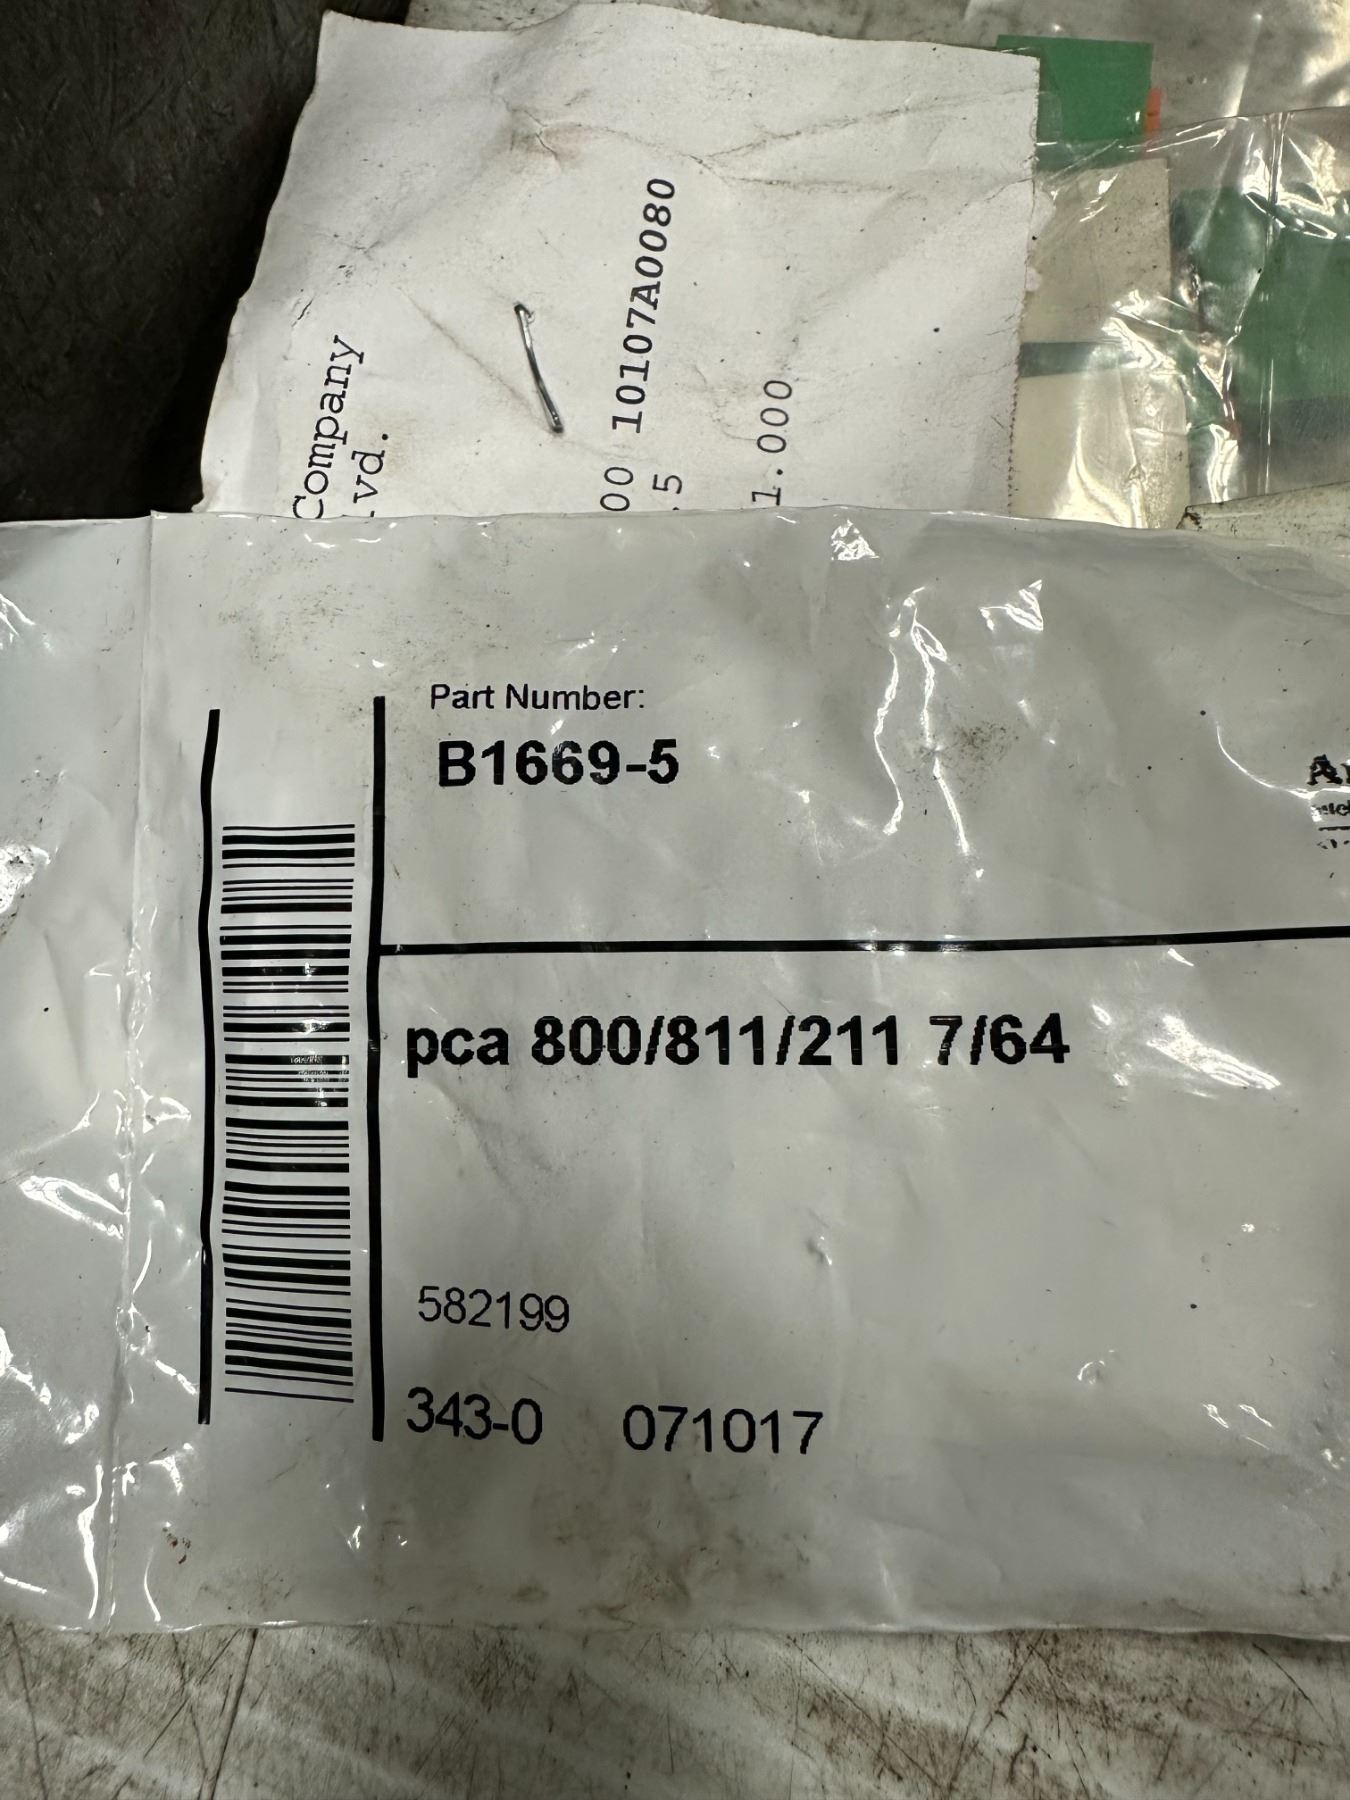 Company
vd.
00 10107A0080
.5
1.000
Part Number:
B1669-5
pca 800/811/211 7/64
582199
343-0 071017